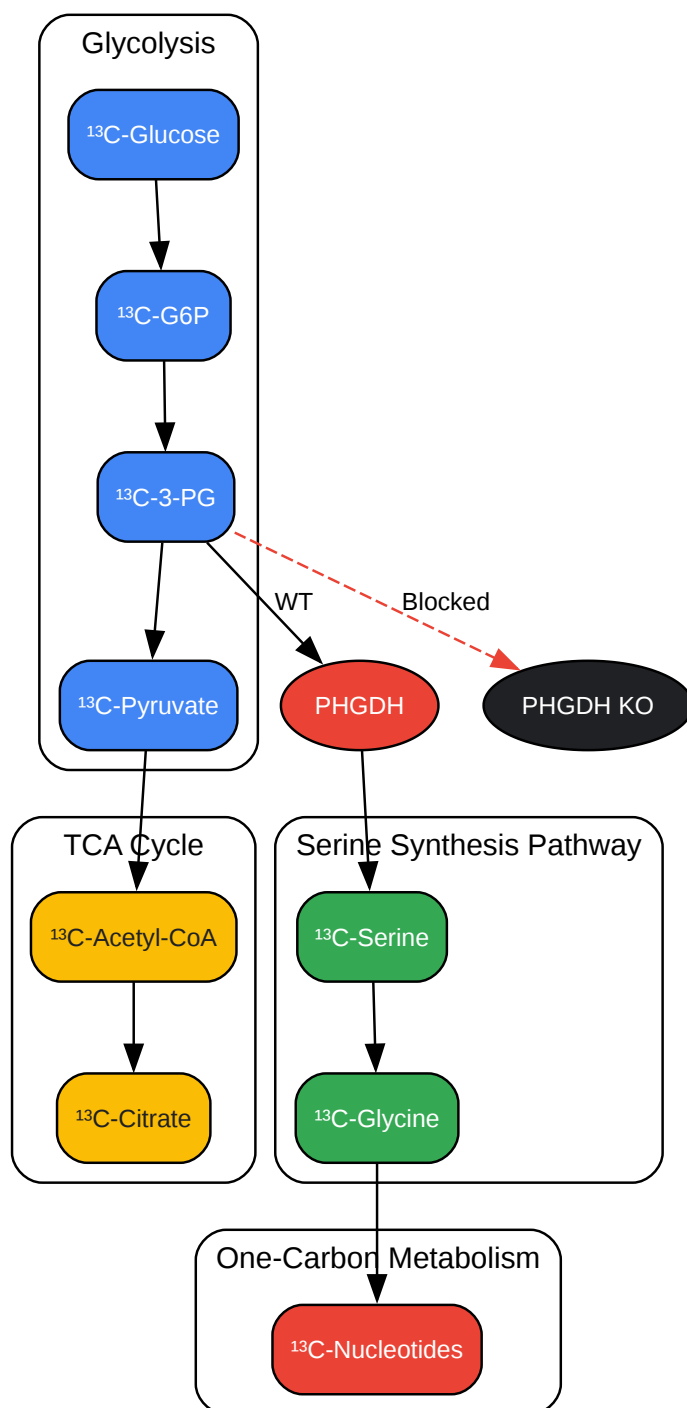 Glycolysis
¹³C-Glucose
¹³C-G6P
¹³C-3-PG
WT
Blocked
¹³C-Pyruvate
PHGDH
PHGDH KO
TCA Cycle
Serine Synthesis Pathway
¹³C-Acetyl-CoA
¹³C-Serine
¹³C-Citrate
¹³C-Glycine
One-Carbon Metabolism
¹³C-Nucleotides